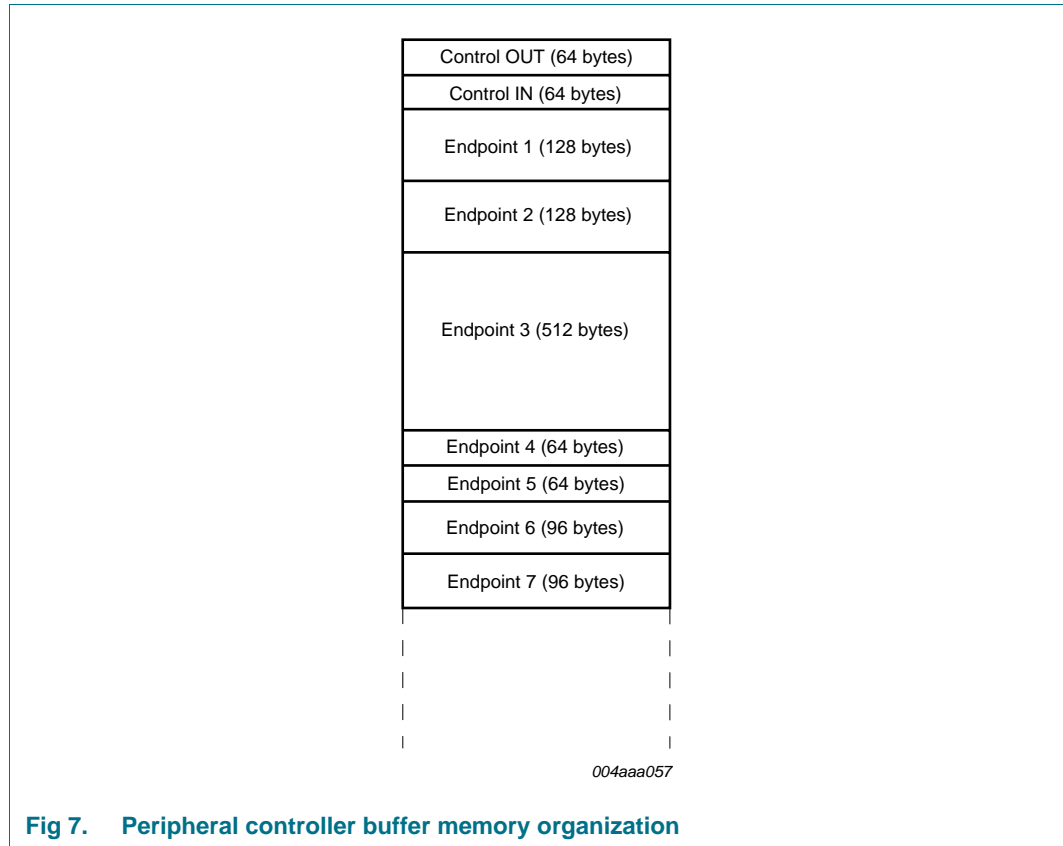 Control OUT (64 bytes)
Control IN (64 bytes)
Endpoint 1 (128 bytes)
Endpoint 2 (128 bytes)
Endpoint 3 (512 bytes)
Endpoint 4 (64 bytes)
Endpoint 5 (64 bytes)
Endpoint 6 (96 bytes)
Endpoint 7 (96 bytes)
004aaa057
Fig 7. Peripheral controller buffer memory organization